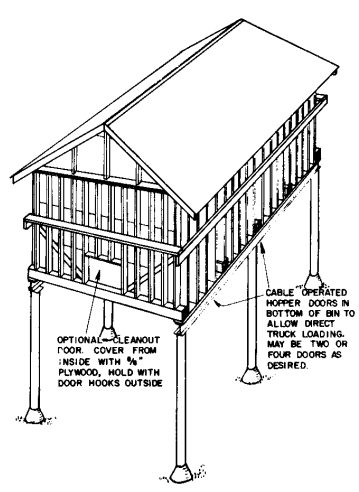 OPTIONAL CLEANOUT
DOOR. COVER FROM
INSIDE WITH 5/8"
PLYWOOD, HOLD WITH
DOOR HOOKS OUTSIDE
CABLE OPERATED
HOPPER DOORS IN
BOTTOM OF BIN TO
ALLOW DIRECT
TRUCK LOADING.
MAY BE TWO OR
FOUR DOORS AS
DESIRED.